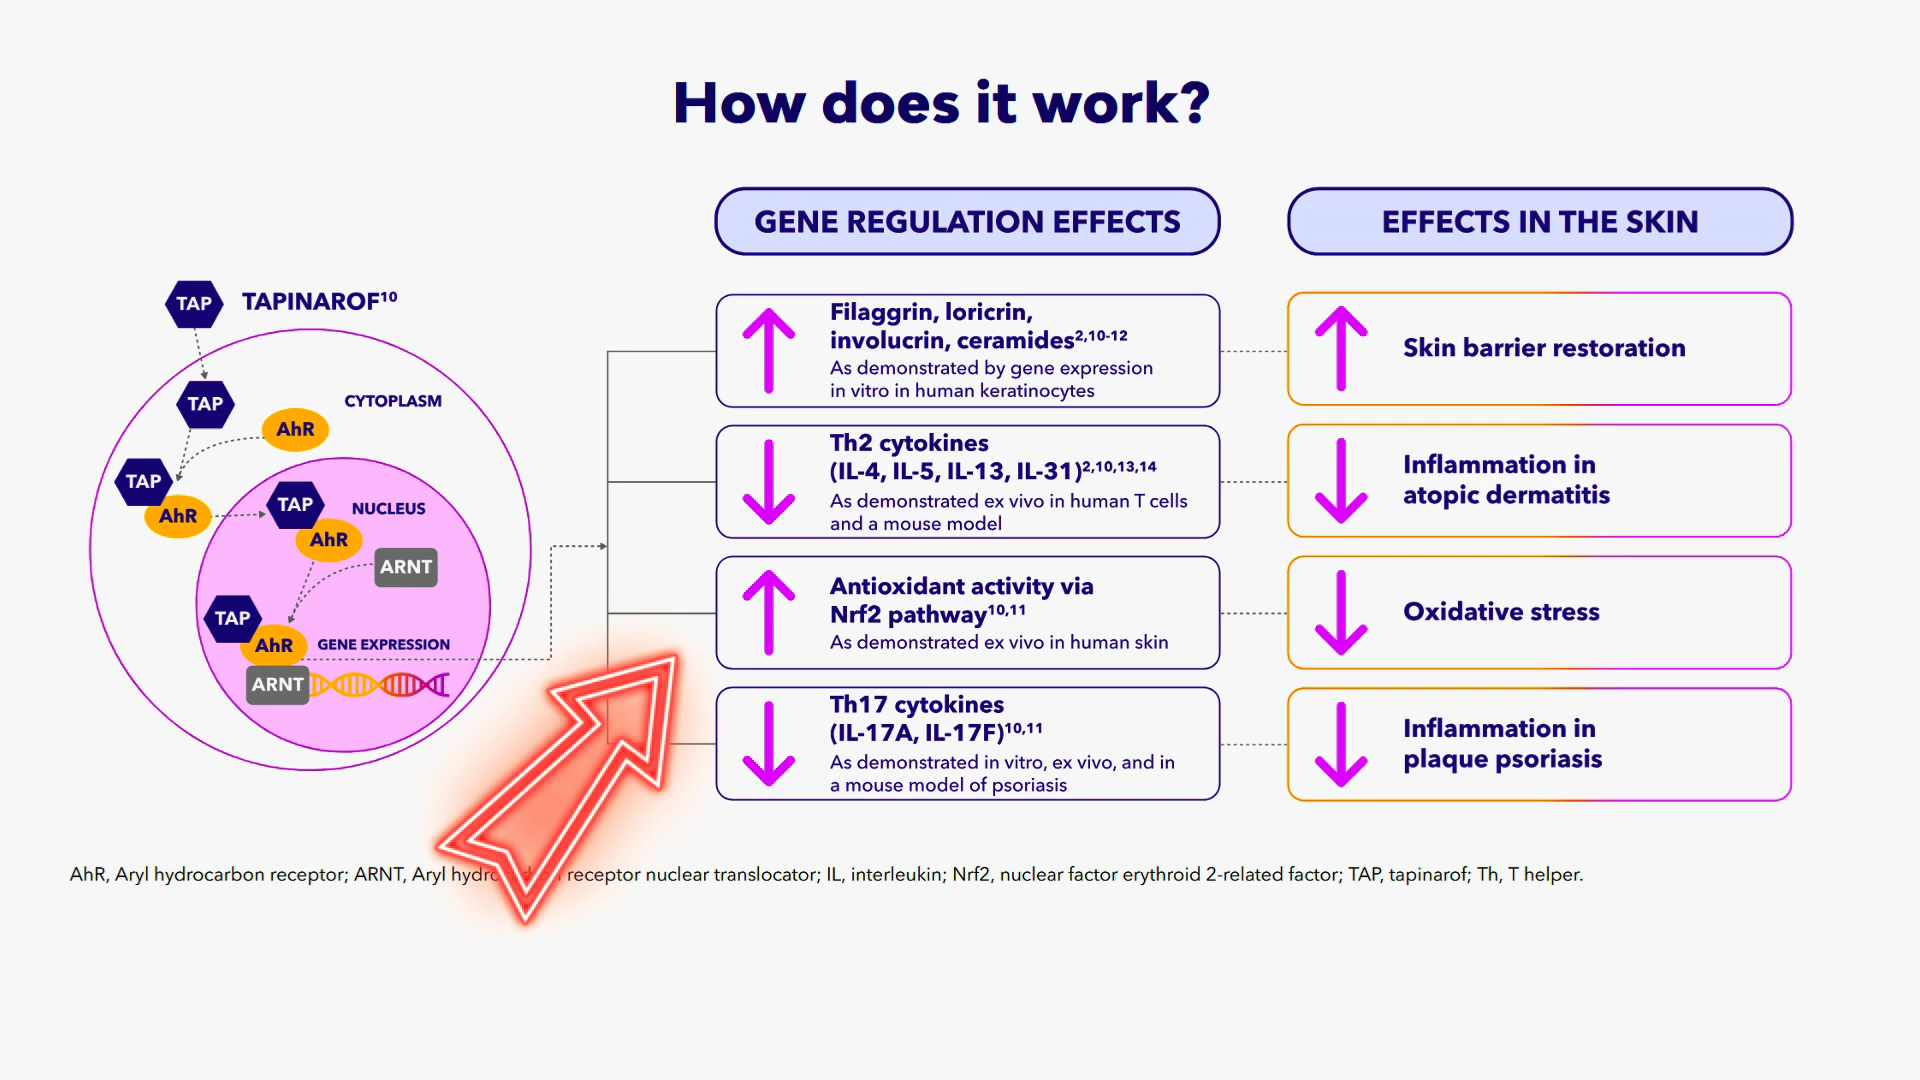 How does it work?
GENE REGULATION EFFECTS
EFFECTS IN THE SKIN
TAP
TAPINAROF¹⁰
TAP
CYTOPLASM
AhR
TAP
AhR
TAP
NUCLEUS
AhR
ARNT
TAP
AhR
GENE EXPRESSION
ARNT
Filaggrin, loricrin,
involucrin, ceramides²,¹⁰⁻¹²
As demonstrated by gene expression
in vitro in human keratinocytes
Skin barrier restoration
Th2 cytokines
(IL-4, IL-5, IL-13, IL-31)²,¹⁰,¹³,¹⁴
As demonstrated ex vivo in human T cells
and a mouse model
Inflammation in
atopic dermatitis
Antioxidant activity via
Nrf2 pathway¹⁰,¹¹
As demonstrated ex vivo in human skin
Oxidative stress
Th17 cytokines
(IL-17A, IL-17F)¹⁰,¹¹
As demonstrated in vitro, ex vivo, and in
a mouse model of psoriasis
Inflammation in
plaque psoriasis
AhR, Aryl hydrocarbon receptor; ARNT, Aryl receptor nuclear translocator; IL, interleukin; Nrf2, nuclear factor erythroid 2-related factor; TAP, tapinarof; Th, T helper.